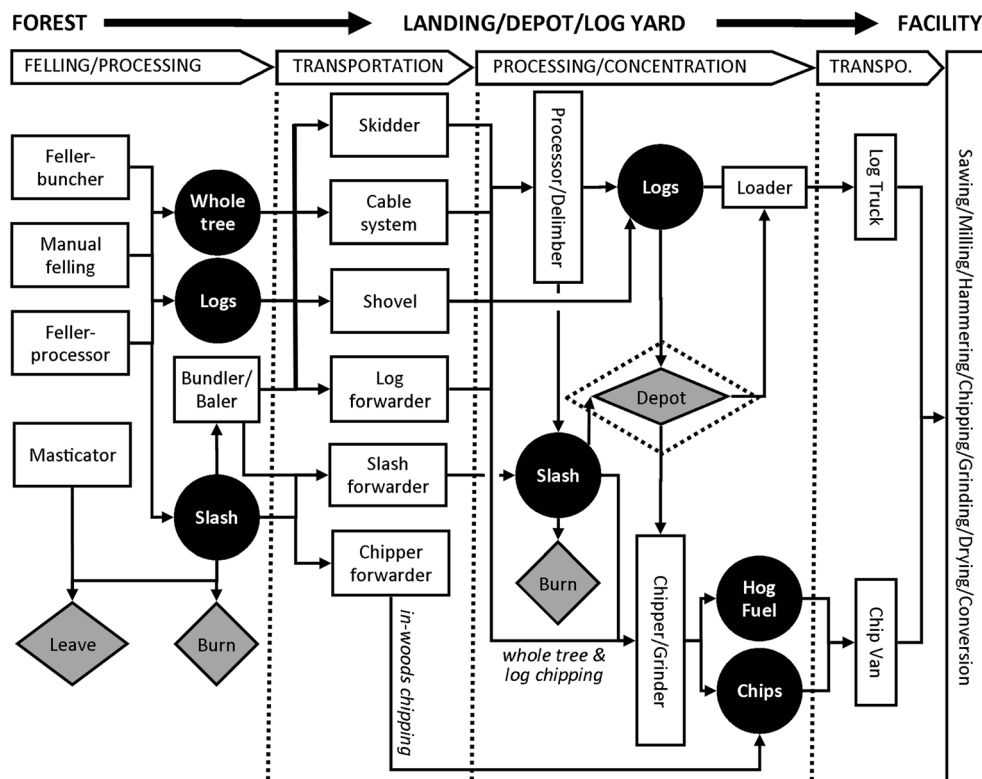 FOREST
LANDING/DEPOT/LOG YARD
FACILITY
FELLING/PROCESSING
TRANSPORTATION
PROCESSING/CONCENTRATION
TRANSPO.
Feller-
buncher
Manual
felling
Feller-
processor
Masticator
Whole
tree
Logs
Bundler/
Baler
Slash
Leave
Burn
Skidder
Cable
system
Shovel
Log
forwarder
Slash
forwarder
Chipper
forwarder
in-woods chipping
Processor/Delimber
Logs
Loader
Depot
Slash
Burn
whole tree &
log chipping
Chipper/Grinder
Hog
Fuel
Chips
Log Truck
Chip Van
Sawing/Milling/Hammering/Chipping/Grinding/Drying/Conversion